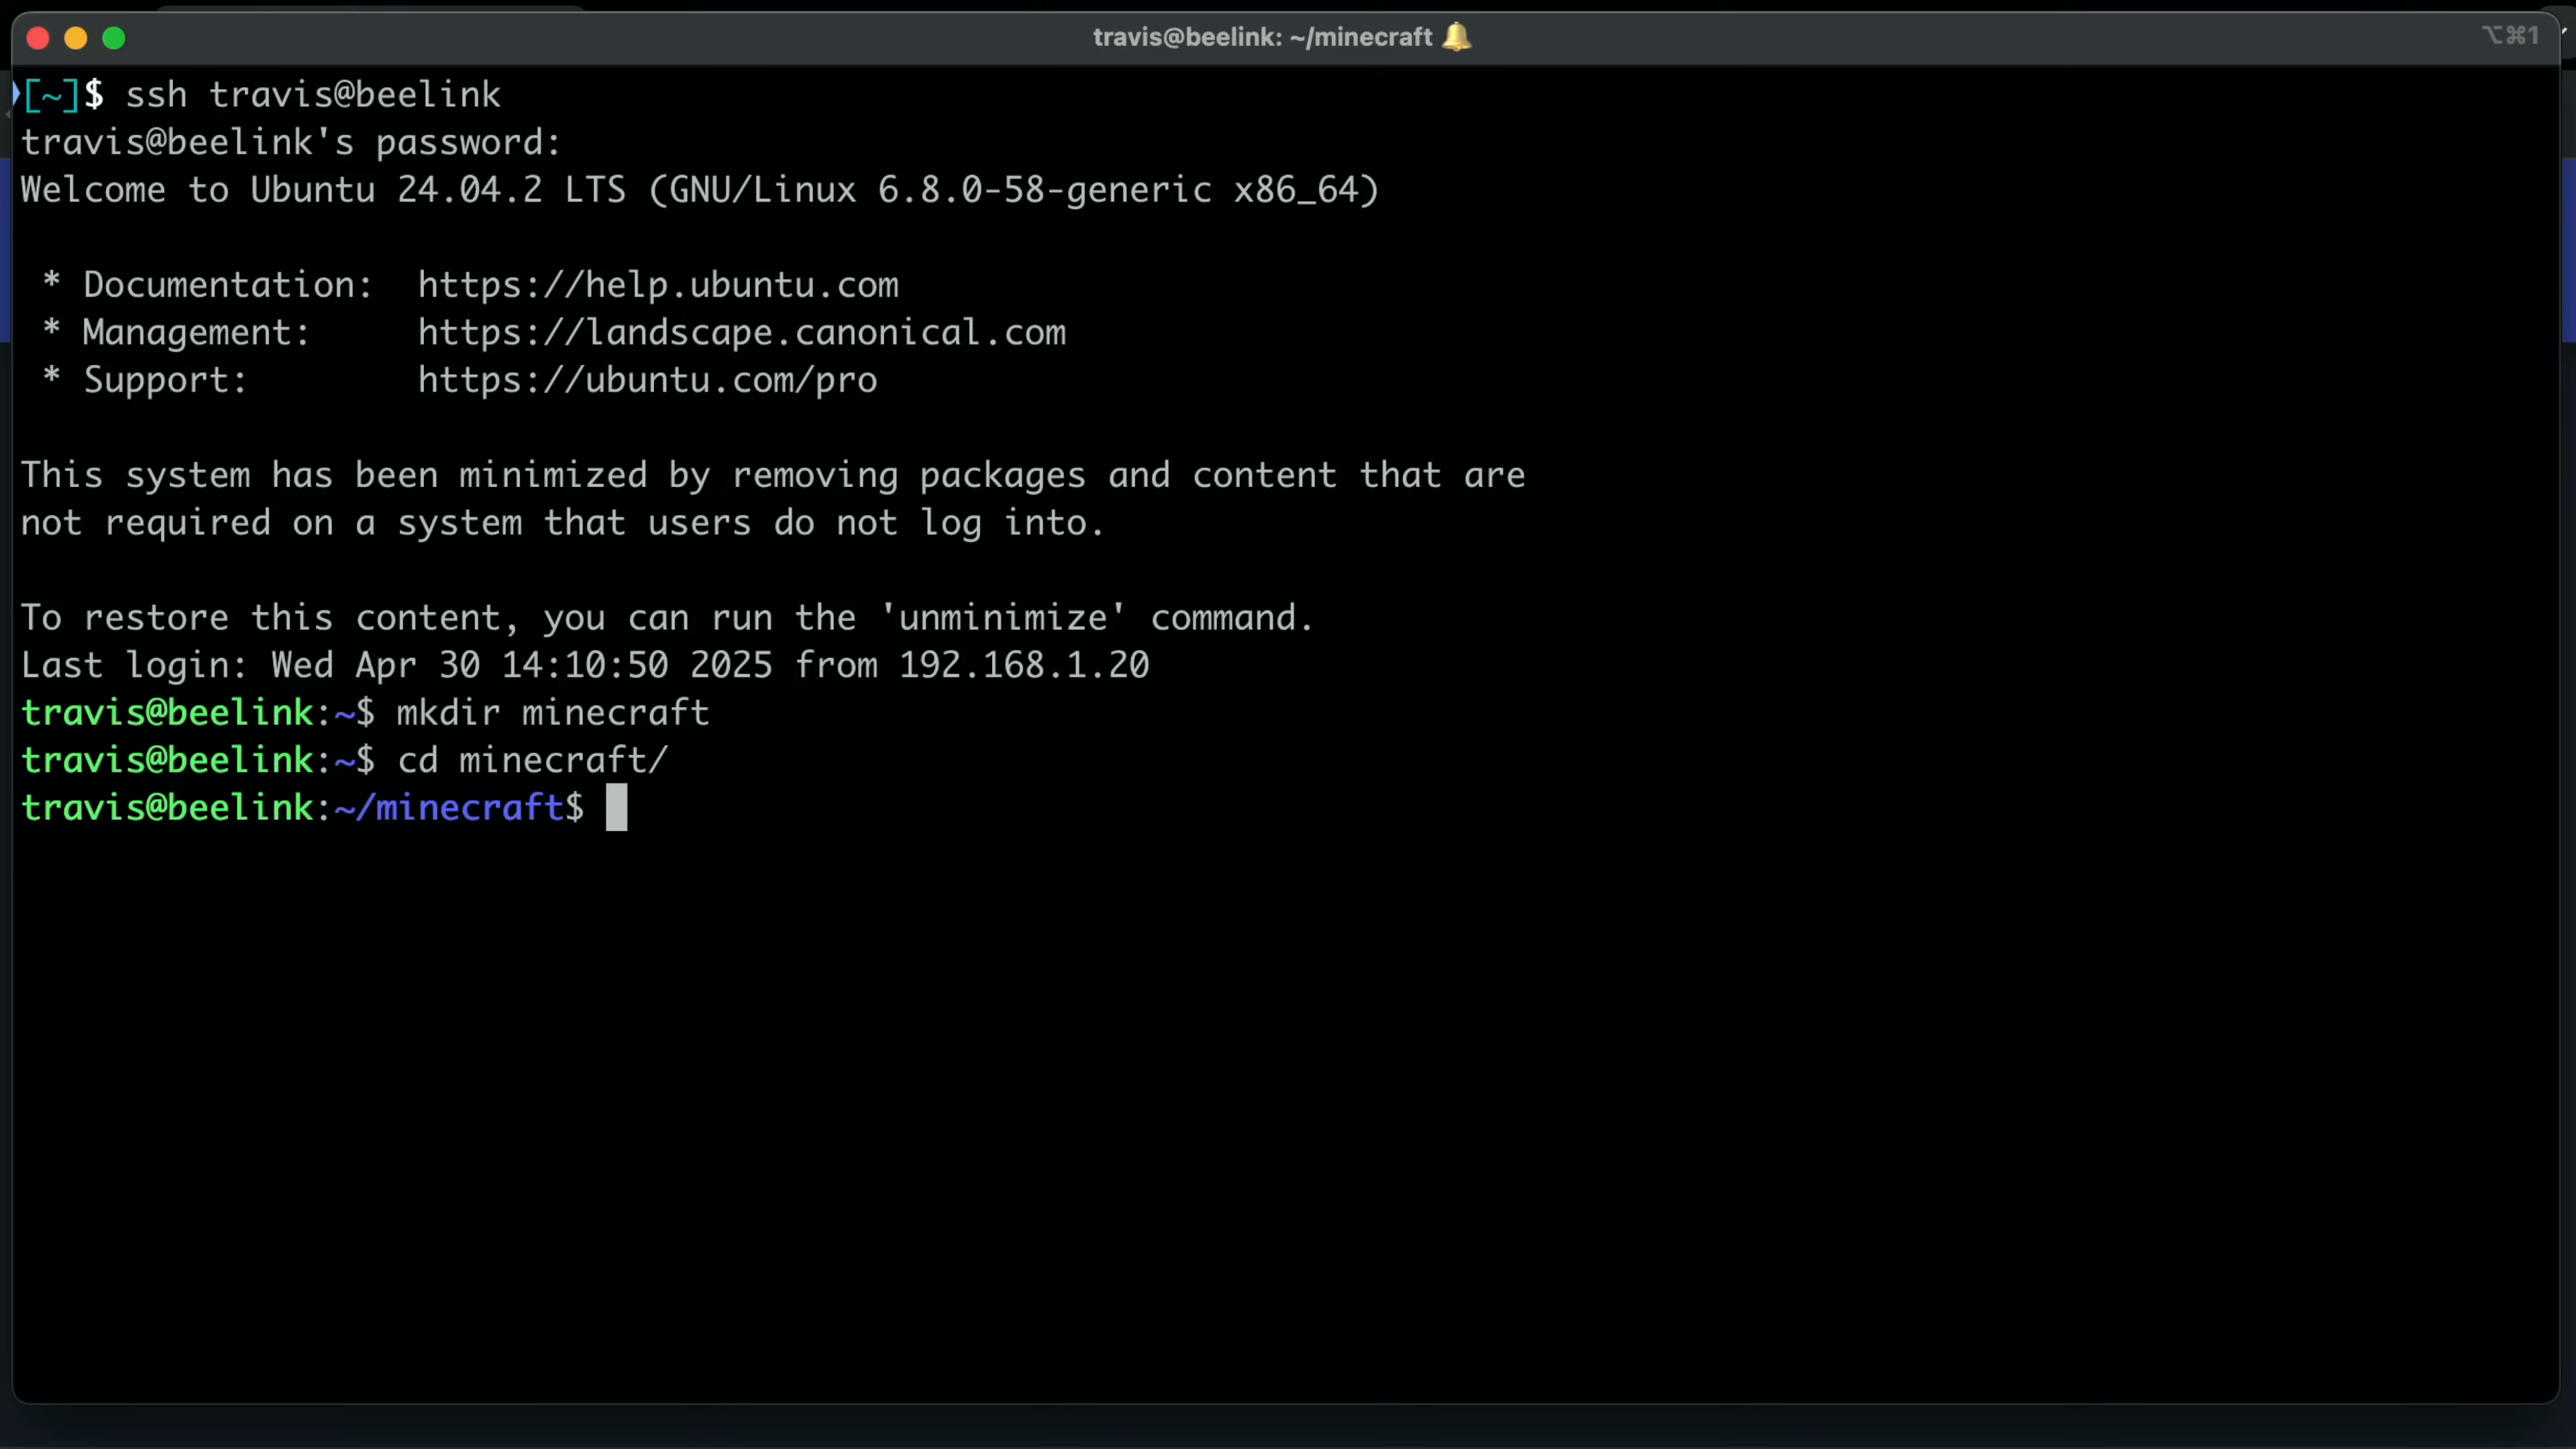 travis@beelink: ~/minecraft 🔔
⌥⌘1
[~]$ ssh travis@beelink
travis@beelink's password:
Welcome to Ubuntu 24.04.2 LTS (GNU/Linux 6.8.0-58-generic x86_64)
* Documentation:  https://help.ubuntu.com
* Management:     https://landscape.canonical.com
* Support:        https://ubuntu.com/pro
This system has been minimized by removing packages and content that are
not required on a system that users do not log into.
To restore this content, you can run the 'unminimize' command.
Last login: Wed Apr 30 14:10:50 2025 from 192.168.1.20
travis@beelink:~$ mkdir minecraft
travis@beelink:~$ cd minecraft/
travis@beelink:~/minecraft$